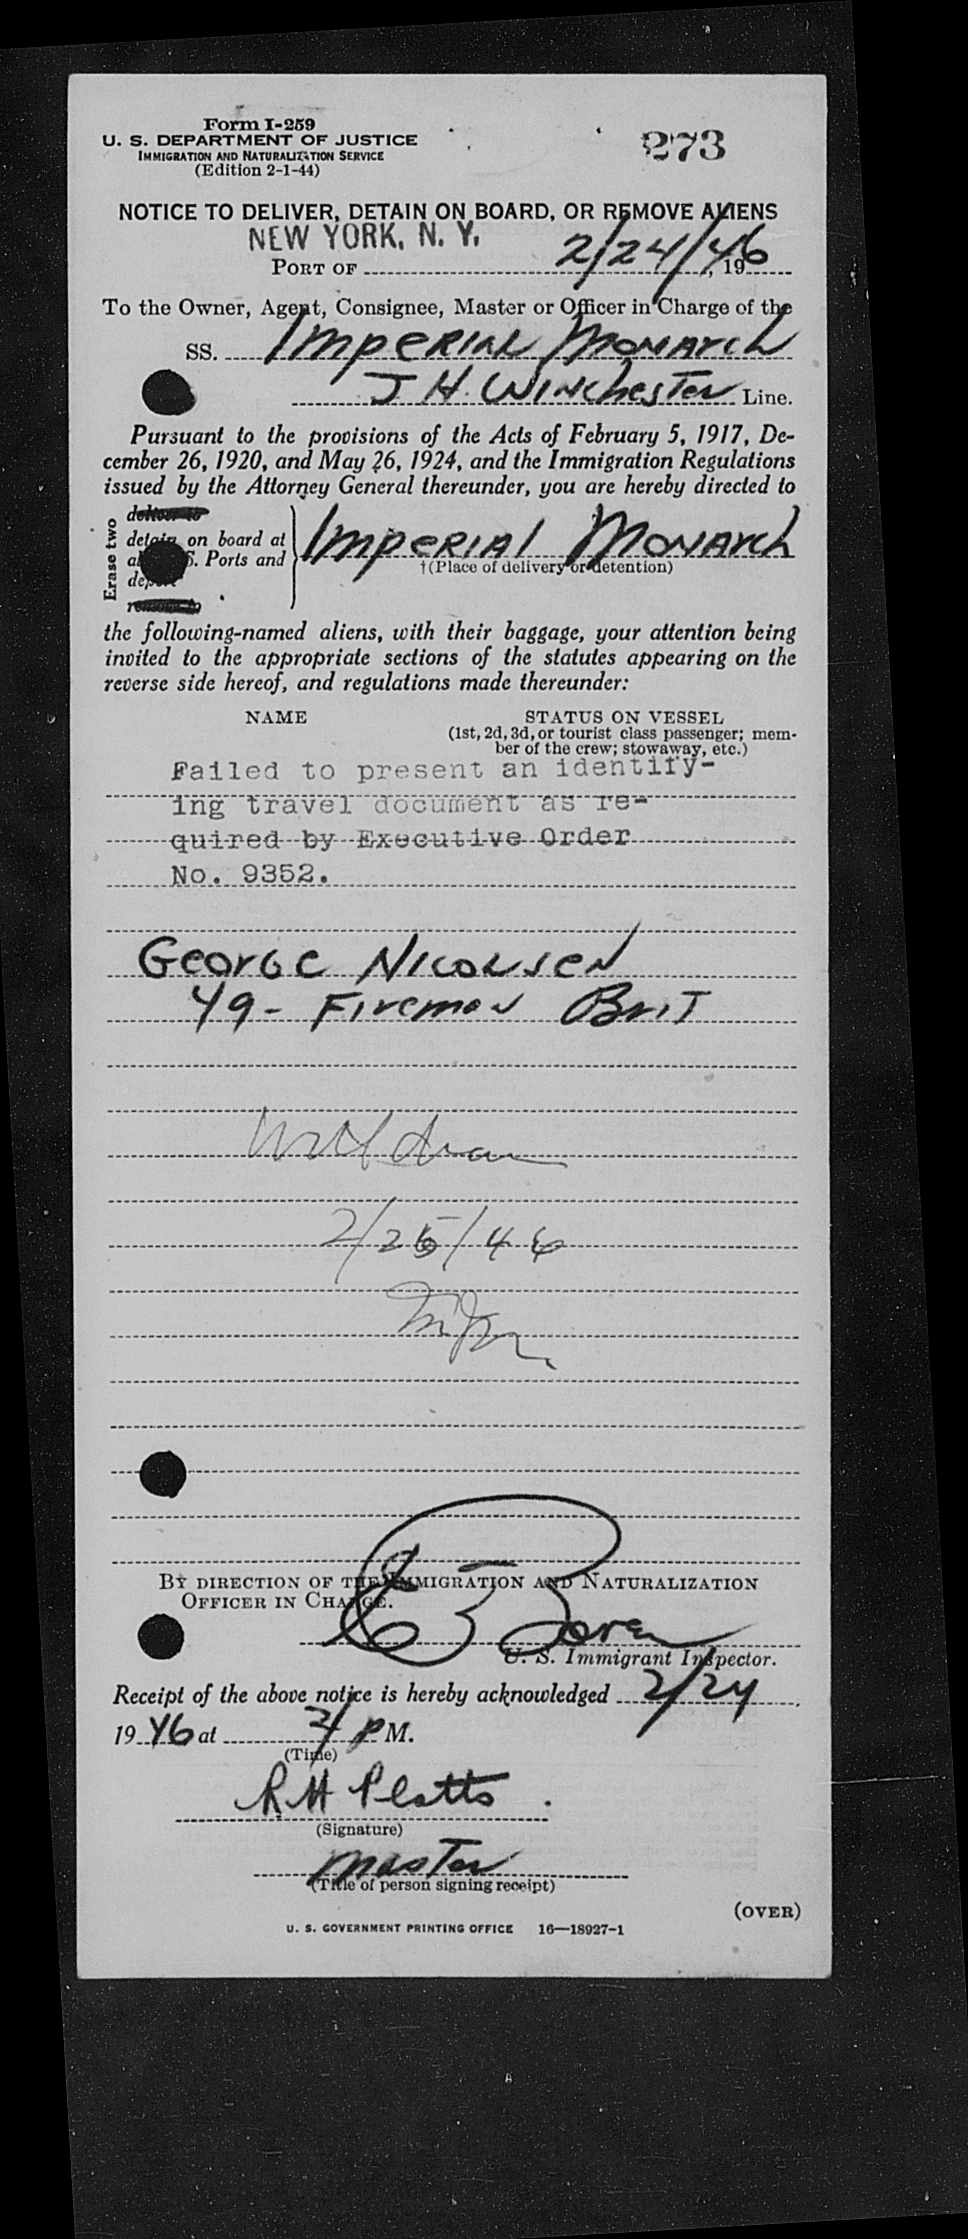 Form I-259
U. S. DEPARTMENT OF JUSTICE
273
IMMIGRATION AND NATURALIZATION SERVICE
(Edition 2-1-44)
NOTICE TO DELIVER, DETAIN ON BOARD, OR REMOVE ALIENS
NEW YORK, N. Y.
PORT OF 2/24/46, 19
To the Owner, Agent, Consignee, Master or Officer in Charge of the
SS. Imperial Monarch
J H. Winchester Line.
Pursuant to the provisions of the Acts of February 5, 1917, De-
cember 26, 1920, and May 26, 1924, and the Immigration Regulations
issued by the Attorney General thereunder, you are hereby directed to
Erase two
deliver to
detain on board at
S. Ports and
Imperial Monarch
†(Place of delivery or detention)
remove to
the following-named aliens, with their baggage, your attention being
invited to the appropriate sections of the statutes appearing on the
reverse side hereof, and regulations made thereunder:
NAME
STATUS ON VESSEL
(1st, 2d, 3d, or tourist class passenger; mem-
ber of the crew; stowaway, etc.)
Failed to present an identify-
ing travel document as re-
quired by Executive Order
No. 9352.
George Nicolsen
49 - Fireman Brit
2/25/46
BY DIRECTION OF THE IMMIGRATION AND NATURALIZATION
OFFICER IN CHARGE.
U. S. Immigrant Inspector.
Receipt of the above notice is hereby acknowledged 2/24,
1946 at 2/ P M.
(Time)
R H Platts.
(Signature)
master
(Title of person signing receipt)
(OVER)
U. S. GOVERNMENT PRINTING OFFICE 16—18927-1